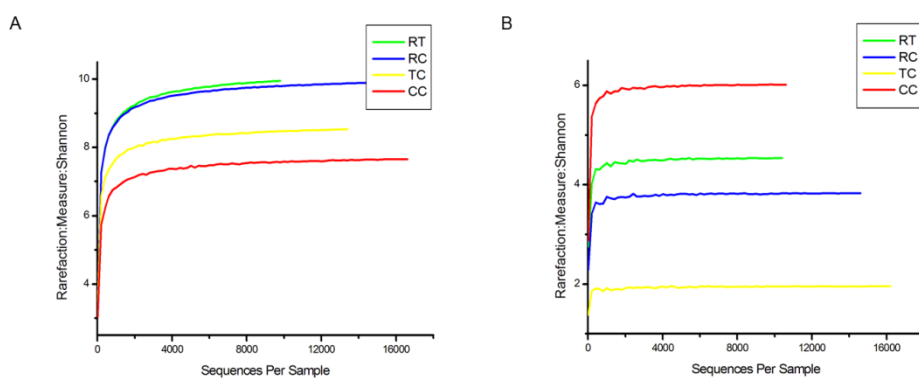 A
RT
RC
TC
CC
10
8
6
4
Rarefaction:Measure:Shannon
0
4000
8000
12000
16000
Sequences Per Sample
B
RT
RC
TC
CC
6
4
2
Rarefaction:Measure:Shannon
0
4000
8000
12000
16000
Sequences Per Sample